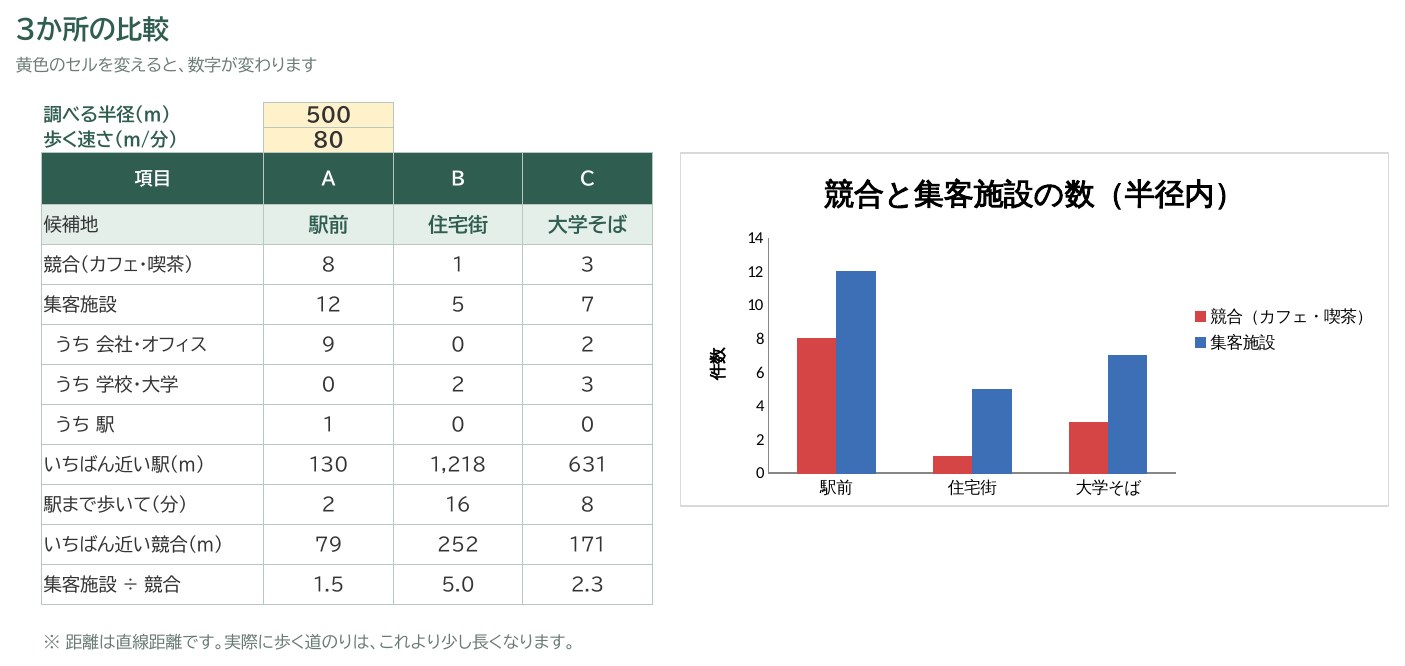 3か所の比較
黄色のセルを変えると、数字が変わります
調べる半径(m) 500
歩く速さ(m/分) 80
項目 A B C
候補地 駅前 住宅街 大学そば
競合(カフェ・喫茶) 8 1 3
集客施設 12 5 7
うち 会社・オフィス 9 0 2
うち 学校・大学 0 2 3
うち 駅 1 0 0
いちばん近い駅(m) 130 1,218 631
駅まで歩いて(分) 2 16 8
いちばん近い競合(m) 79 252 171
集客施設 ÷ 競合 1.5 5.0 2.3
※ 距離は直線距離です。実際に歩く道のりは、これより少し長くなります。
競合と集客施設の数（半径内）
件数
14
12
10
8
6
4
2
0
駅前 住宅街 大学そば
競合（カフェ・喫茶）
集客施設